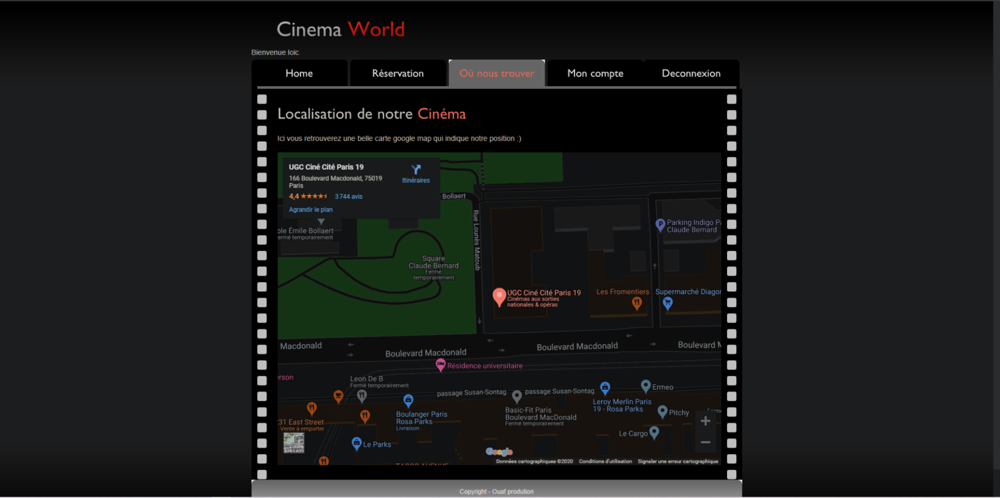 Cinema World
Bienvenue loic
Home
Réservation
Où nous trouver
Mon compte
Deconnexion
Localisation de notre Cinéma
Ici vous retrouverez une belle carte google map qui indique notre position :)
UGC Ciné Cité Paris 19
166 Boulevard Macdonald, 75019
Paris
4,4
3 744 avis
Agrandir le plan
Itinéraires
Bollaert
ole Émile Bollaert
ermé temporairement
Rue Lounès Matoub
Parking Indigo Pa
Claude Bernard
Square
Claude-Bernard
Fermé
temporairement
UGC Ciné Cité Paris 19
Cinémas aux sorties
nationales & opéras
Les Fromentiers
Supermarché Diagor
Macdonald
Boulevard Macdonald
Boulevard Macdonald
Boulevard M
Résidence universitaire
erson
Leon De B
Fermé temporairement
passage Susan-Sontag
passage Susan-Sontag
Ermeo
Leroy Merlin Paris
19 - Rosa Parks
Boulanger Paris
Rosa Parks
Livraison
Basic-Fit Paris
Boulevard MacDonald
Fermé temporairement
Pitchy
Ferm
231 East Street
Vente à emporter
Le Cargo
Le Parks
TACOS AVENUE
Google
Données cartographiques ©2020
Conditions d'utilisation
Signaler une erreur cartographique
Copyright - Ouaf prodution